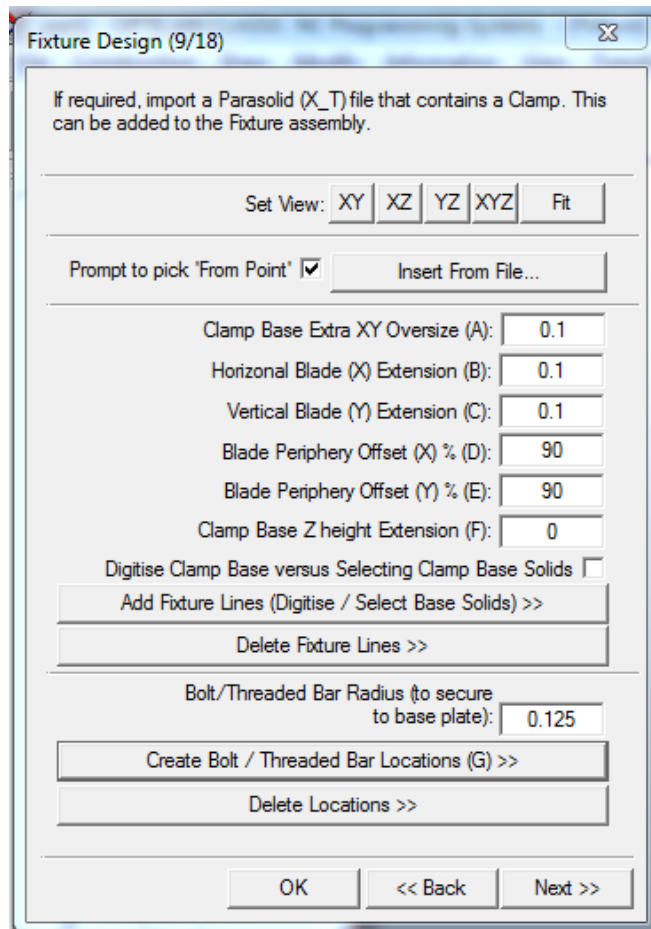 Fixture Design (9/18)
If required, import a Parasolid (X_T) file that contains a Clamp. This
can be added to the Fixture assembly.
Set View: XY XZ YZ XYZ Fit
Prompt to pick 'From Point' Insert From File...
Clamp Base Extra XY Oversize (A): 0.1
Horizonal Blade (X) Extension (B): 0.1
Vertical Blade (Y) Extension (C): 0.1
Blade Periphery Offset (X) % (D): 90
Blade Periphery Offset (Y) % (E): 90
Clamp Base Z height Extension (F): 0
Digitise Clamp Base versus Selecting Clamp Base Solids
Add Fixture Lines (Digitise / Select Base Solids) >>
Delete Fixture Lines >>
Bolt/Threaded Bar Radius (to secure
to base plate): 0.125
Create Bolt / Threaded Bar Locations (G) >>
Delete Locations >>
OK << Back Next >>